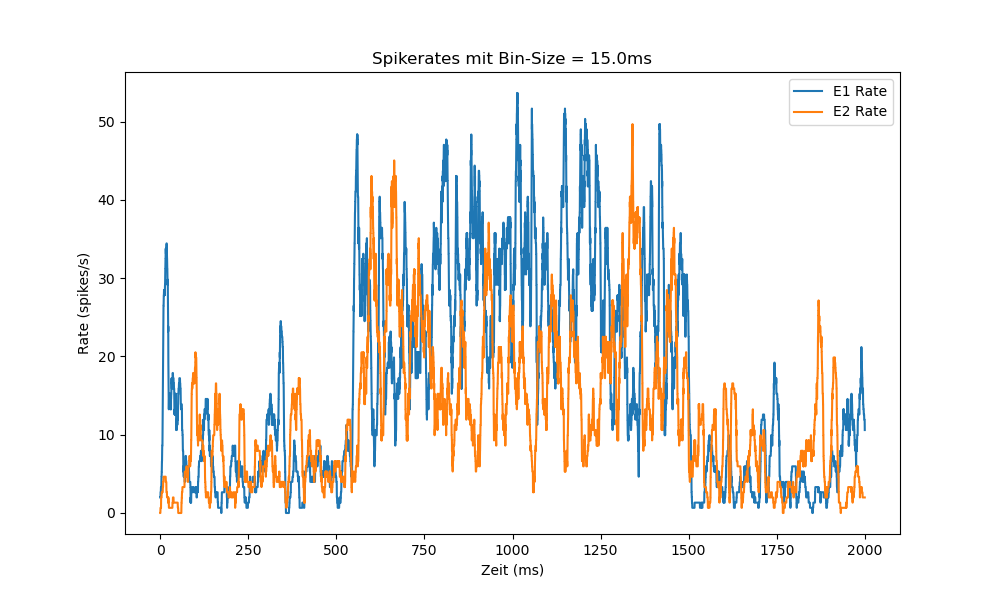 Spikerates mit Bin-Size = 15.0ms
E1 Rate
E2 Rate
Rate (spikes/s)
50
40
30
20
10
0
0 250 500 750 1000 1250 1500 1750 2000
Zeit (ms)